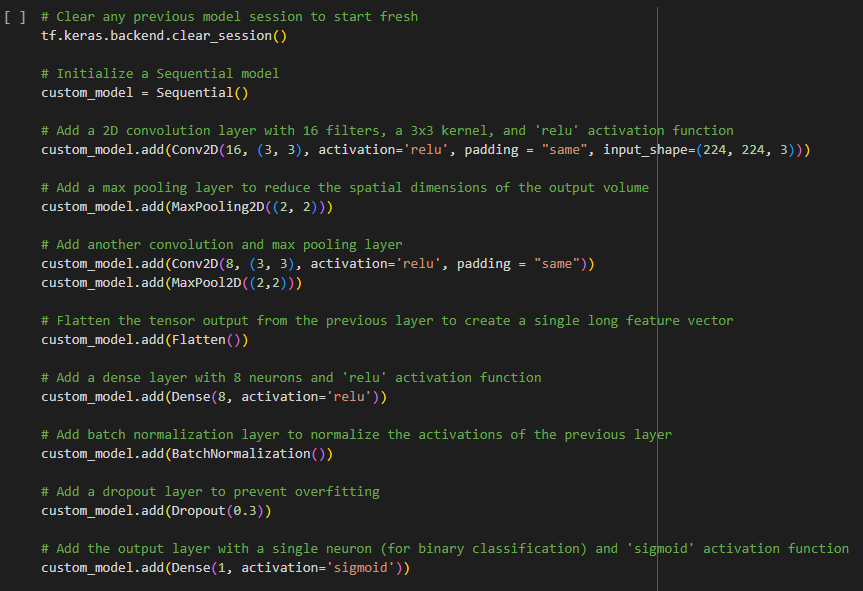 [ ] # Clear any previous model session to start fresh
tf.keras.backend.clear_session()
# Initialize a Sequential model
custom_model = Sequential()
# Add a 2D convolution layer with 16 filters, a 3x3 kernel, and 'relu' activation function
custom_model.add(Conv2D(16, (3, 3), activation='relu', padding = "same", input_shape=(224, 224, 3)))
# Add a max pooling layer to reduce the spatial dimensions of the output volume
custom_model.add(MaxPooling2D((2, 2)))
# Add another convolution and max pooling layer
custom_model.add(Conv2D(8, (3, 3), activation='relu', padding = "same"))
custom_model.add(MaxPool2D((2,2)))
# Flatten the tensor output from the previous layer to create a single long feature vector
custom_model.add(Flatten())
# Add a dense layer with 8 neurons and 'relu' activation function
custom_model.add(Dense(8, activation='relu'))
# Add batch normalization layer to normalize the activations of the previous layer
custom_model.add(BatchNormalization())
# Add a dropout layer to prevent overfitting
custom_model.add(Dropout(0.3))
# Add the output layer with a single neuron (for binary classification) and 'sigmoid' activation function
custom_model.add(Dense(1, activation='sigmoid'))